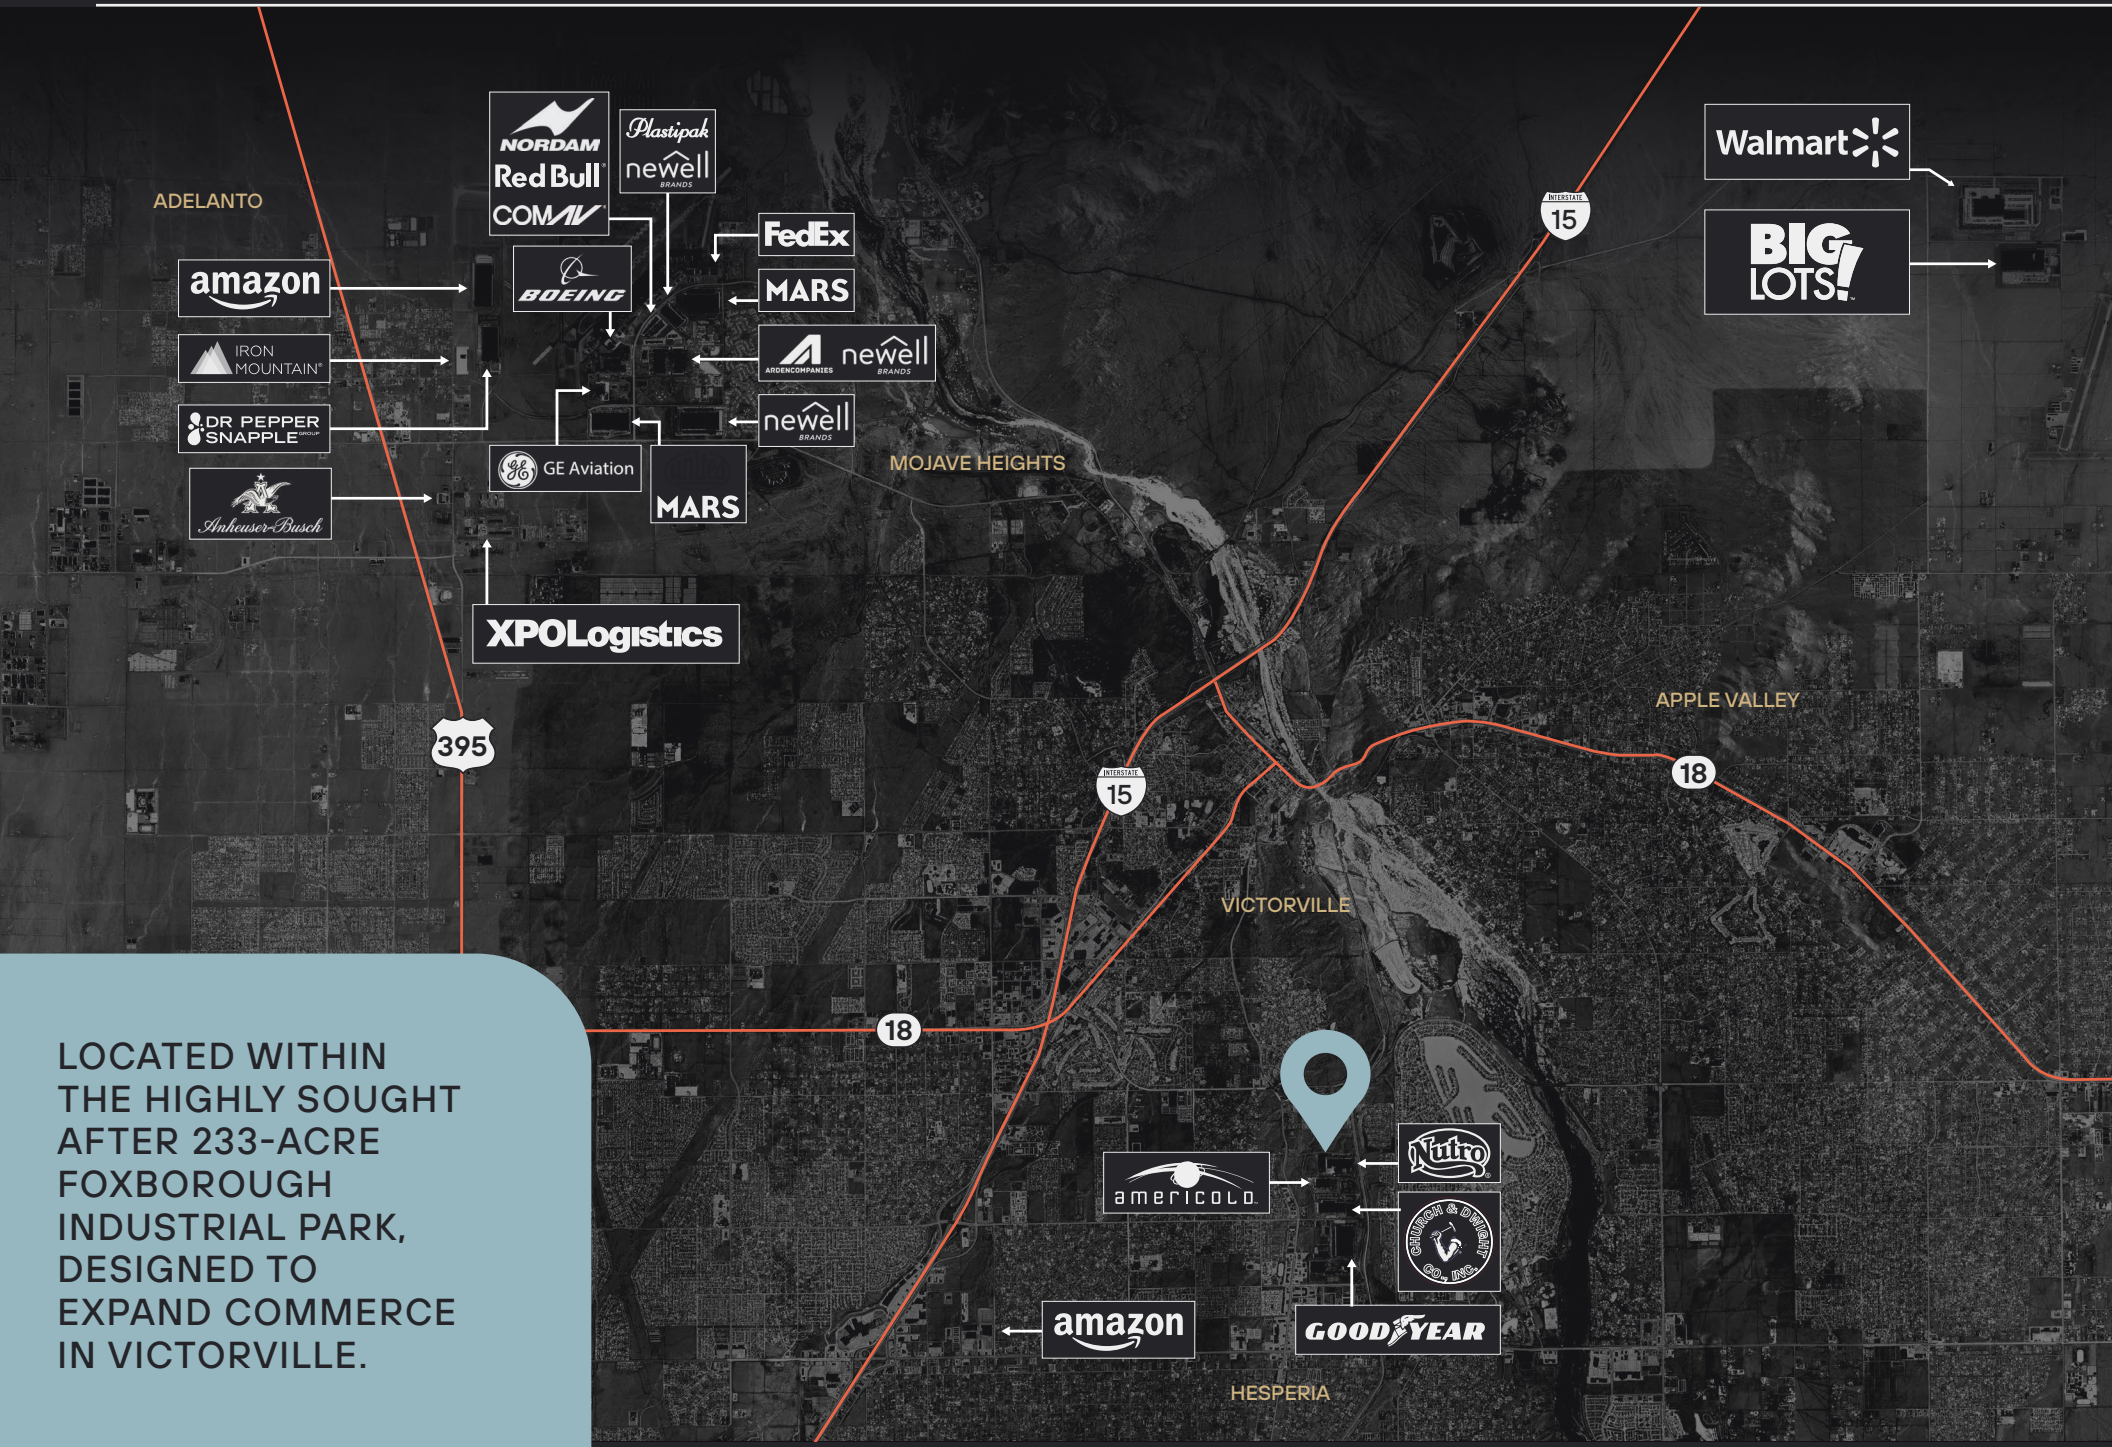 NORDAM
Red Bull
COMAV
Plastipak
newell
BRANDS
Walmart
ADELANTO
INTERSTATE
15
FedEx
BIG
LOTS!
amazon
BOEING
MARS
IRON
MOUNTAIN®
ARDENCOMPANIES
newell
BRANDS
DR PEPPER
SNAPPLE GROUP
newell
BRANDS
MOJAVE HEIGHTS
GE Aviation
MARS
Anheuser-Busch
XPOLogistics
APPLE VALLEY
395
18
INTERSTATE
15
VICTORVILLE
18
LOCATED WITHIN
THE HIGHLY SOUGHT
AFTER 233-ACRE
FOXBOROUGH
INDUSTRIAL PARK,
DESIGNED TO
EXPAND COMMERCE
IN VICTORVILLE.
Nutro
americold
CHURCH & DWIGHT
CO., INC.
amazon
GOODYEAR
HESPERIA